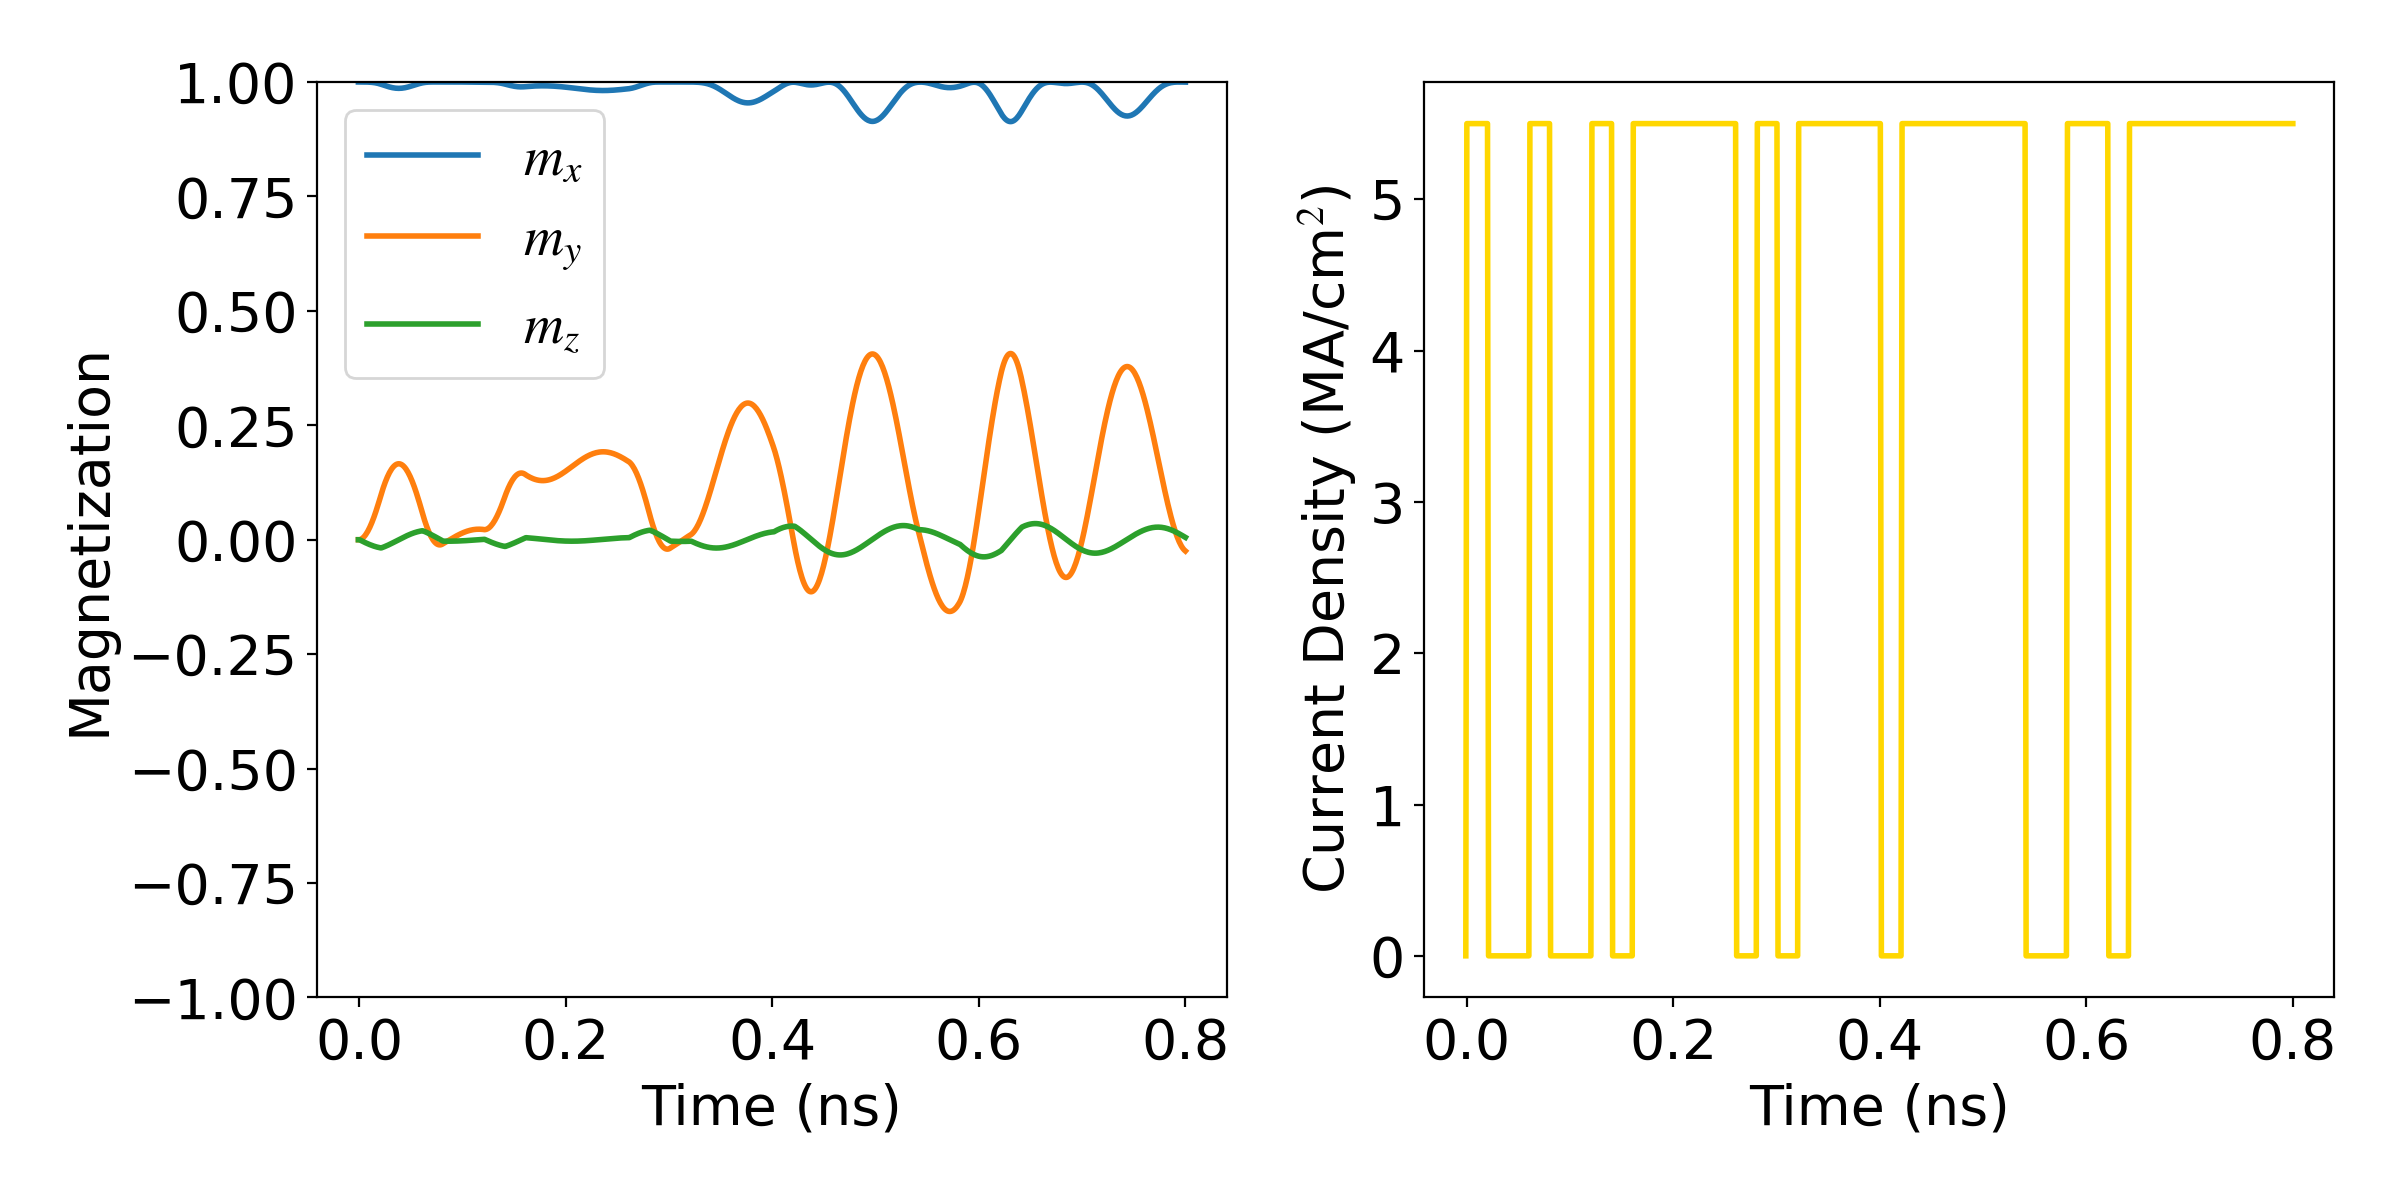 1.00
0.75
0.50
0.25
0.00
−0.25
−0.50
−0.75
−1.00
Magnetization
m_x
m_y
m_z
0.0 0.2 0.4 0.6 0.8
Time (ns)
5
4
3
2
1
0
Current Density (MA/cm²)
0.0 0.2 0.4 0.6 0.8
Time (ns)